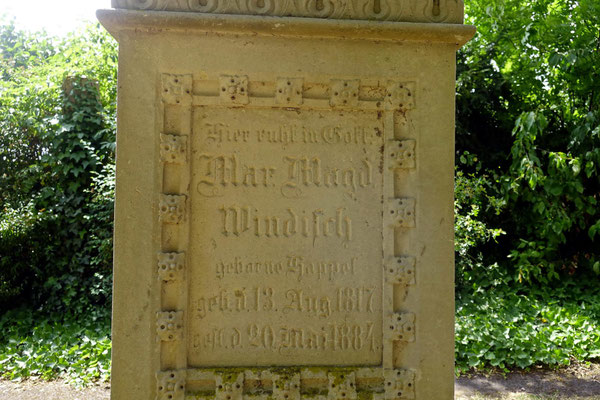 Hier ruht in Gott
Mar. Magd.
Windisch
geborne Happel
geb. d. 13. Aug. 1817
gest. d. 20. Mai 1884.